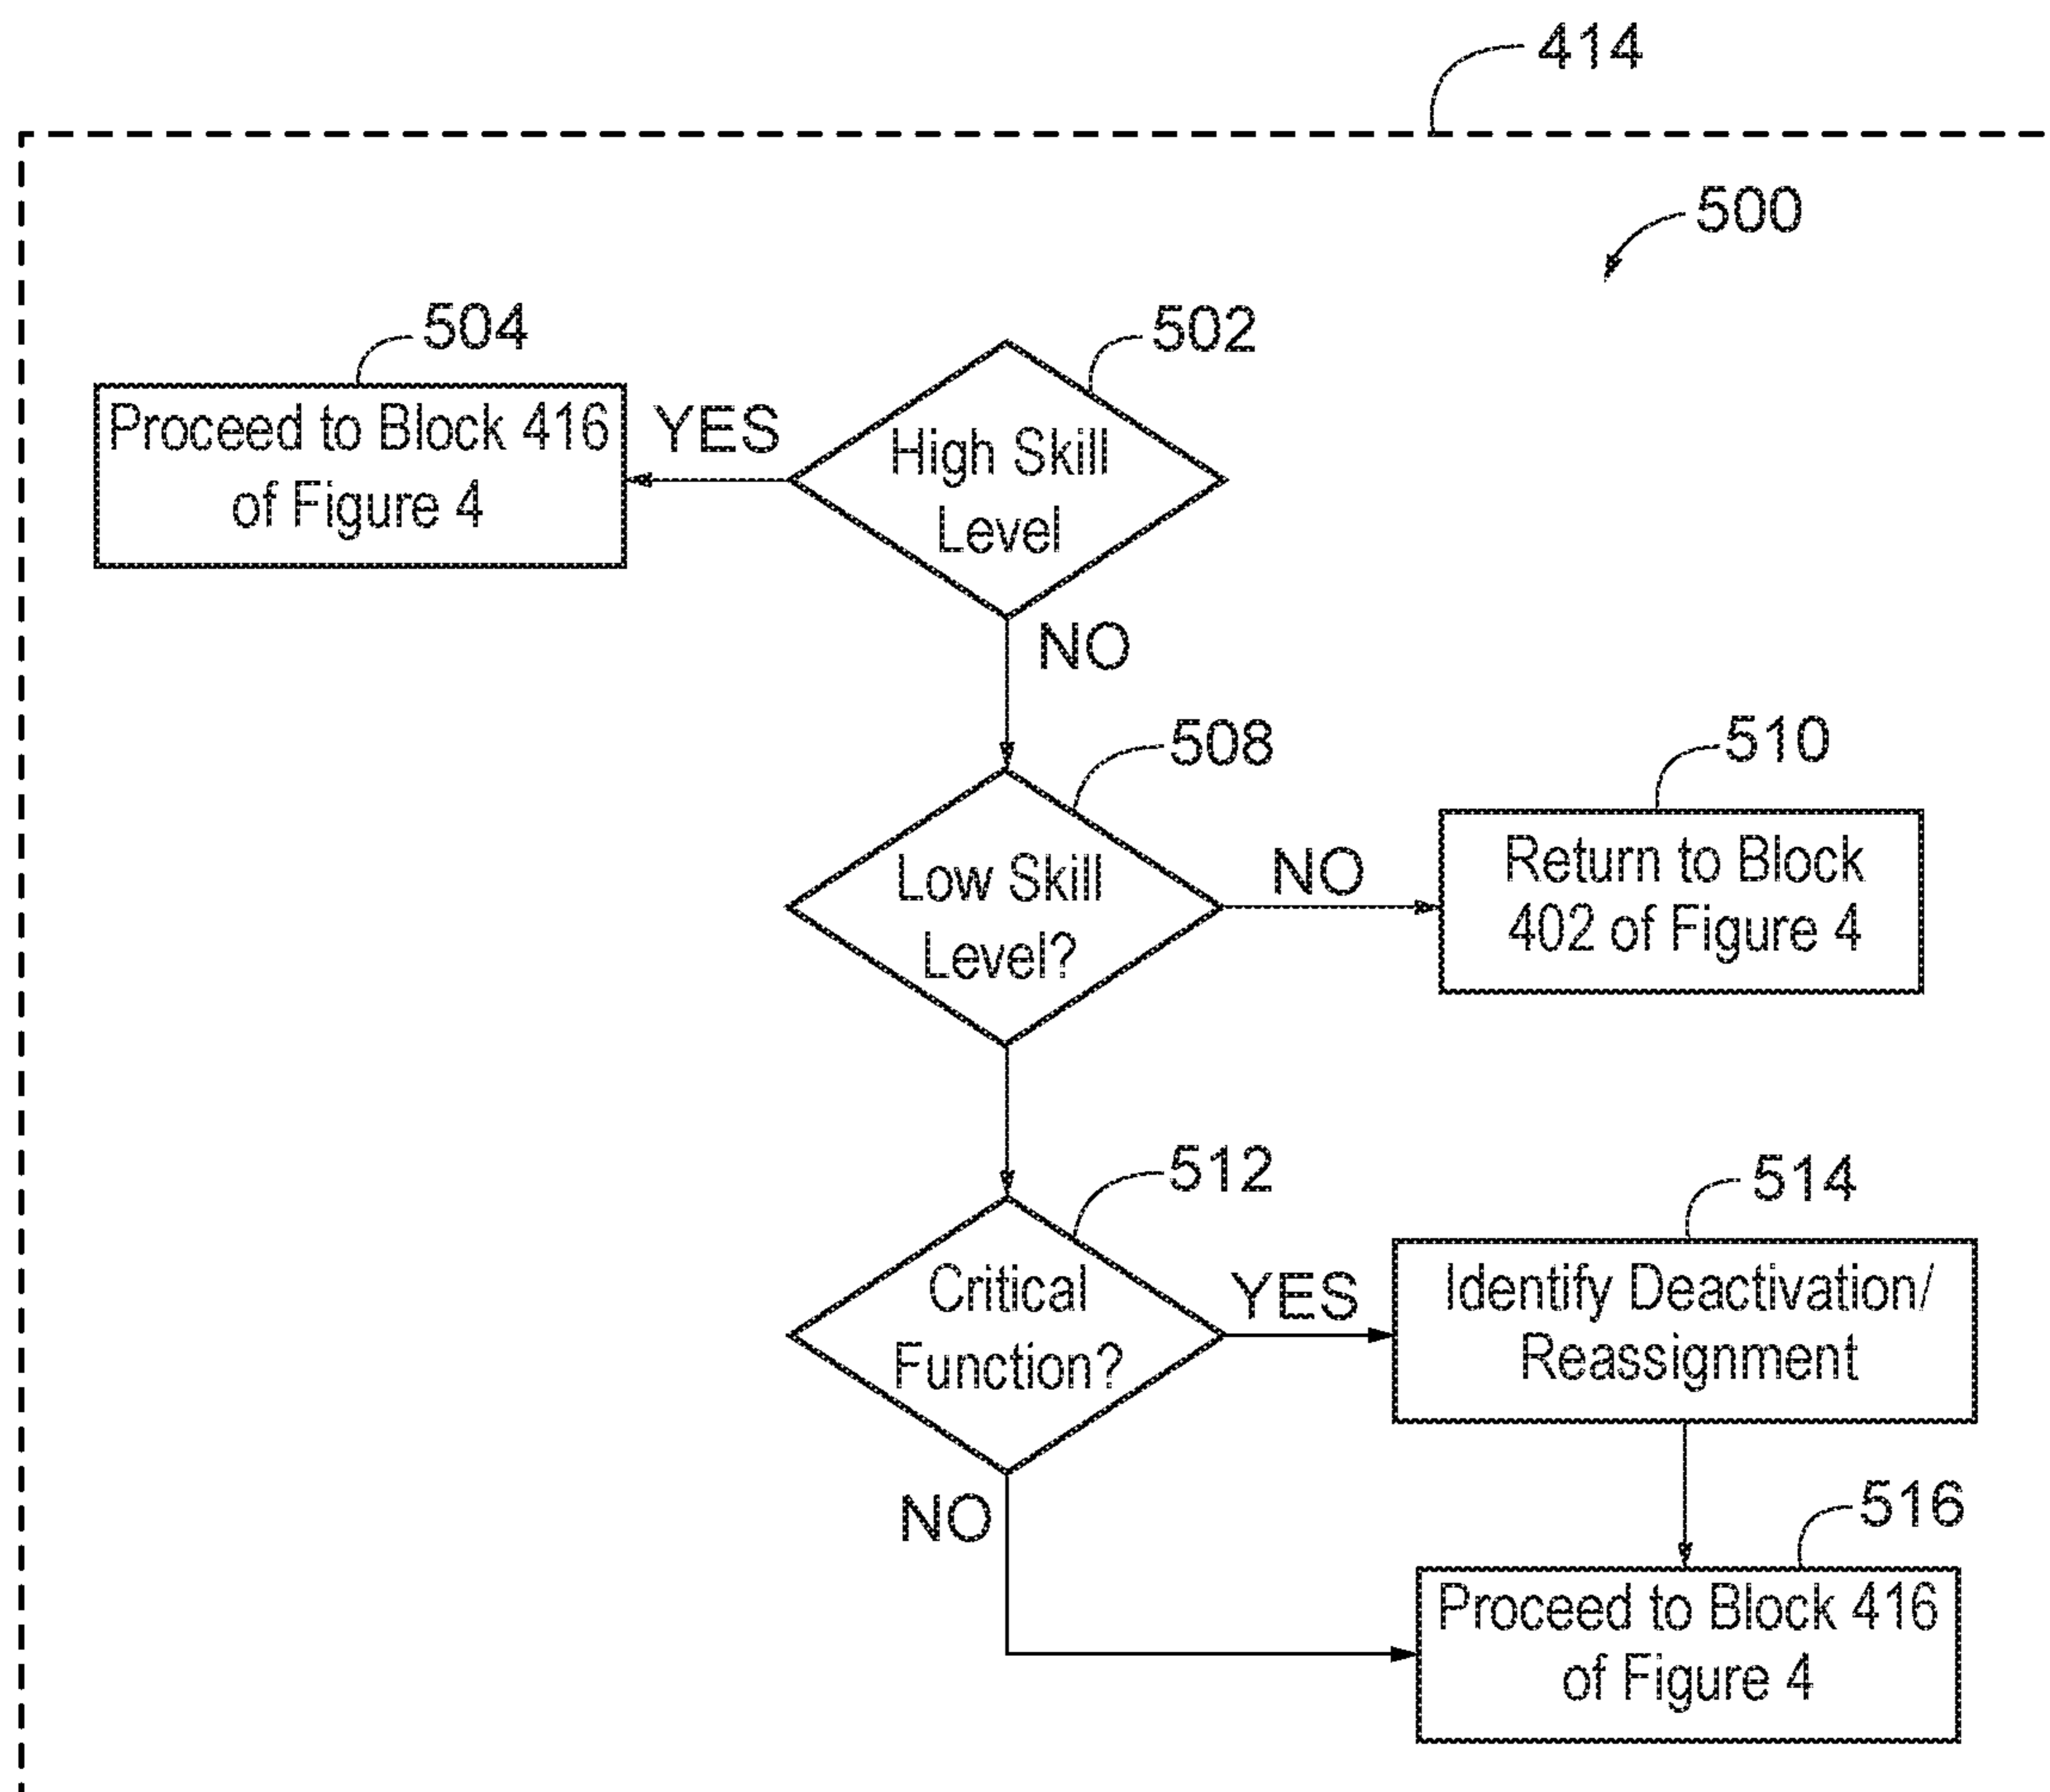 414
500
504
502
Proceed to Block 416
of Figure 4
YES
High Skill
Level
NO
508
510
Low Skill
Level?
NO
Return to Block
402 of Figure 4
512
514
Critical
Function?
YES
Identify Deactivation/
Reassignment
NO
516
Proceed to Block 416
of Figure 4